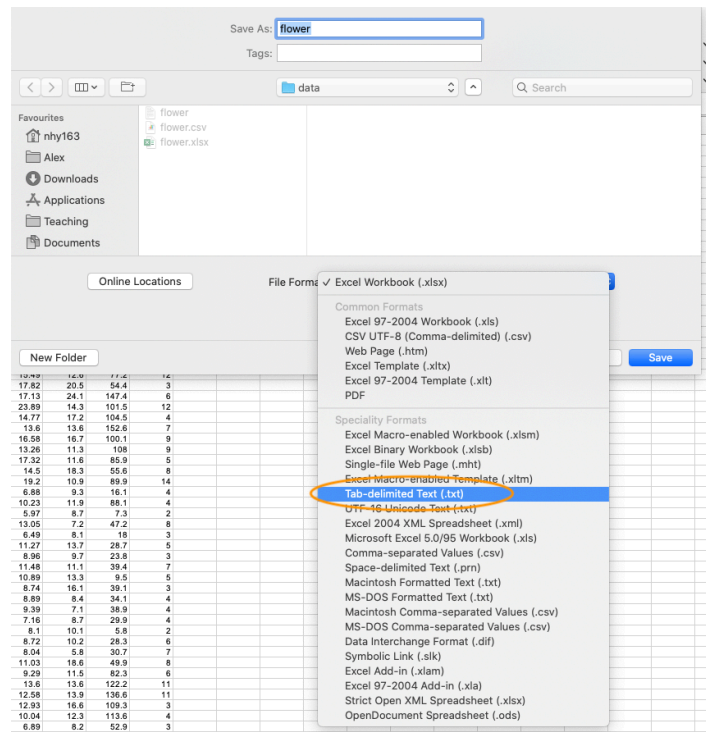 Save As: flower
Tags:
data
Search
Favourites
nhy163
Alex
Downloads
Applications
Teaching
Documents
flower
flower.csv
flower.xlsx
Online Locations
File Forma ✓ Excel Workbook (.xlsx)
Common Formats
Excel 97-2004 Workbook (.xls)
CSV UTF-8 (Comma-delimited) (.csv)
Web Page (.htm)
Excel Template (.xltx)
Excel 97-2004 Template (.xlt)
PDF
Speciality Formats
Excel Macro-enabled Workbook (.xlsm)
Excel Binary Workbook (.xlsb)
Single-file Web Page (.mht)
Excel Macro-enabled Template (.xltm)
Tab-delimited Text (.txt)
UTF-16 Unicode Text (.txt)
Excel 2004 XML Spreadsheet (.xml)
Microsoft Excel 5.0/95 Workbook (.xls)
Comma-separated Values (.csv)
Space-delimited Text (.prn)
Macintosh Formatted Text (.txt)
MS-DOS Formatted Text (.txt)
Macintosh Comma-separated Values (.csv)
MS-DOS Comma-separated Values (.csv)
Data Interchange Format (.dif)
Symbolic Link (.slk)
Excel Add-in (.xlam)
Excel 97-2004 Add-in (.xla)
Strict Open XML Spreadsheet (.xlsx)
OpenDocument Spreadsheet (.ods)
New Folder
Save
15.49 12.6 77.2 12
17.82 20.5 54.4 3
17.13 24.1 147.4 6
23.89 14.3 101.5 12
14.77 17.2 104.5 4
13.6 13.6 152.6 7
16.58 16.7 100.1 9
13.26 11.3 108 9
17.32 11.6 85.9 5
14.5 18.3 55.6 8
19.2 10.9 89.9 14
6.88 9.3 16.1 4
10.23 11.9 88.1 4
5.97 8.7 7.3 2
13.05 7.2 47.2 8
6.49 8.1 18 3
11.27 13.7 28.7 5
8.96 9.7 23.8 3
11.48 11.1 39.4 7
10.89 13.3 9.5 5
8.74 16.1 39.1 3
8.89 8.4 34.1 4
9.39 7.1 38.9 4
7.16 8.7 29.9 4
8.1 10.1 5.8 2
8.72 10.2 28.3 6
8.04 5.8 30.7 7
11.03 18.6 49.9 8
9.29 11.5 82.3 6
13.6 13.6 122.2 11
12.58 13.9 136.6 11
12.93 16.6 109.3 3
10.04 12.3 113.6 4
6.89 8.2 52.9 3